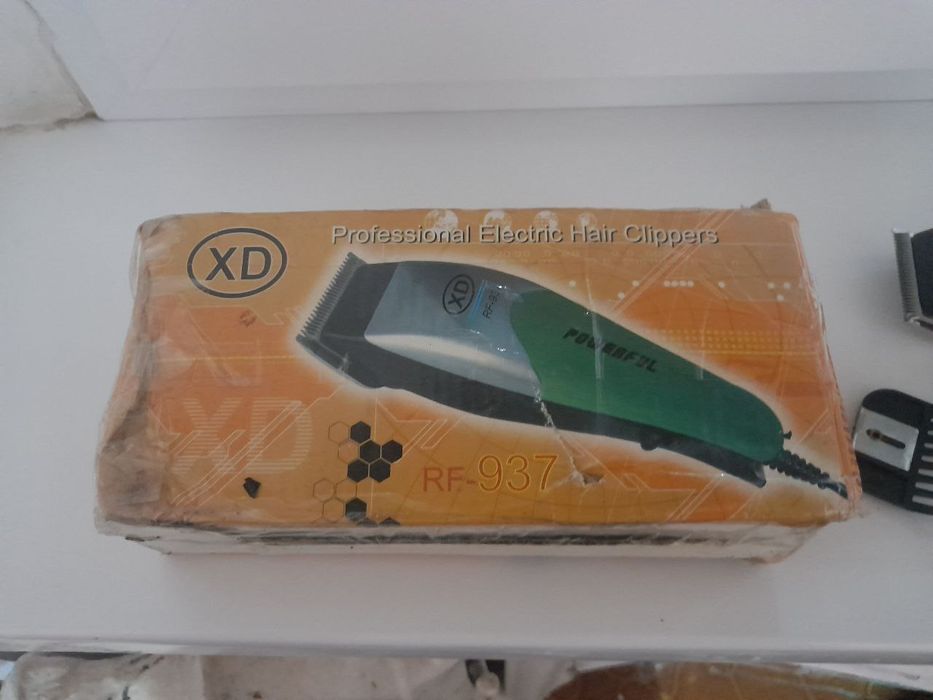 XD
Professional Electric Hair Clippers
XD
POWERFUL
XD
RF-937